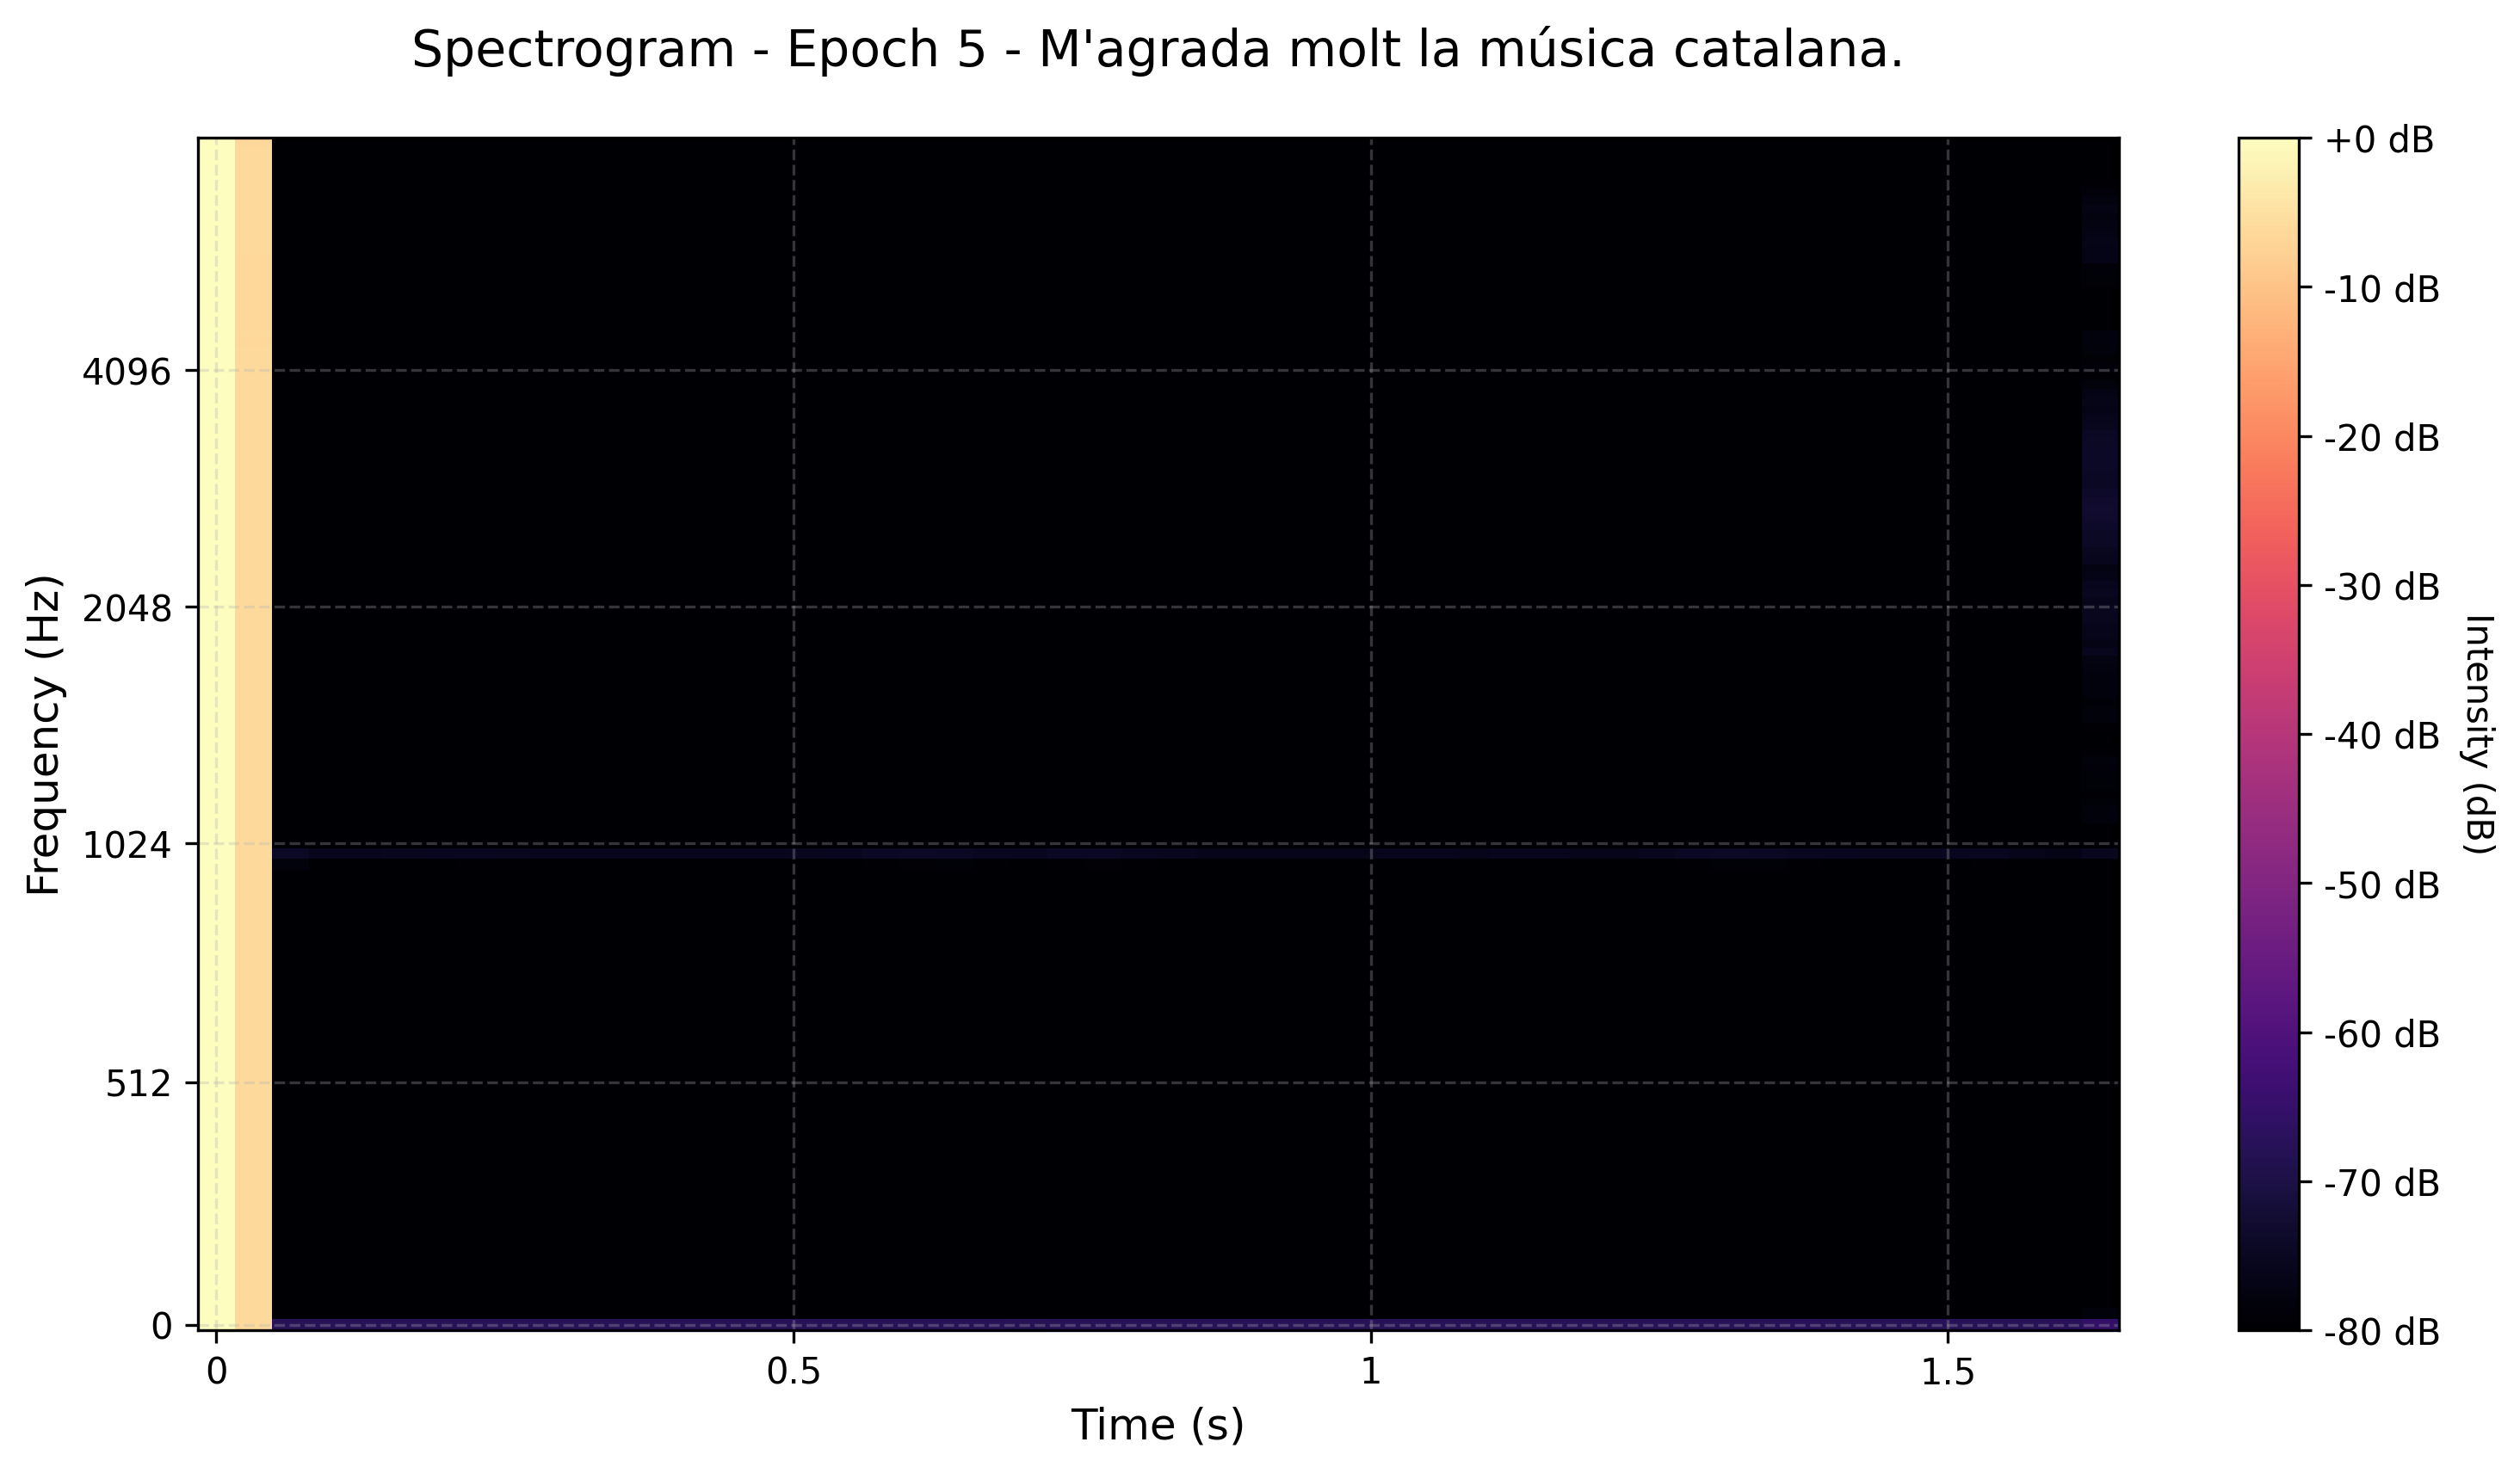 Spectrogram - Epoch 5 - M'agrada molt la música catalana.
+0 dB
-10 dB
4096
-20 dB
-30 dB
2048
Frequency (Hz)
Intensity (dB)
-40 dB
1024
-50 dB
-60 dB
512
-70 dB
0
-80 dB
0
0.5
1
1.5
Time (s)